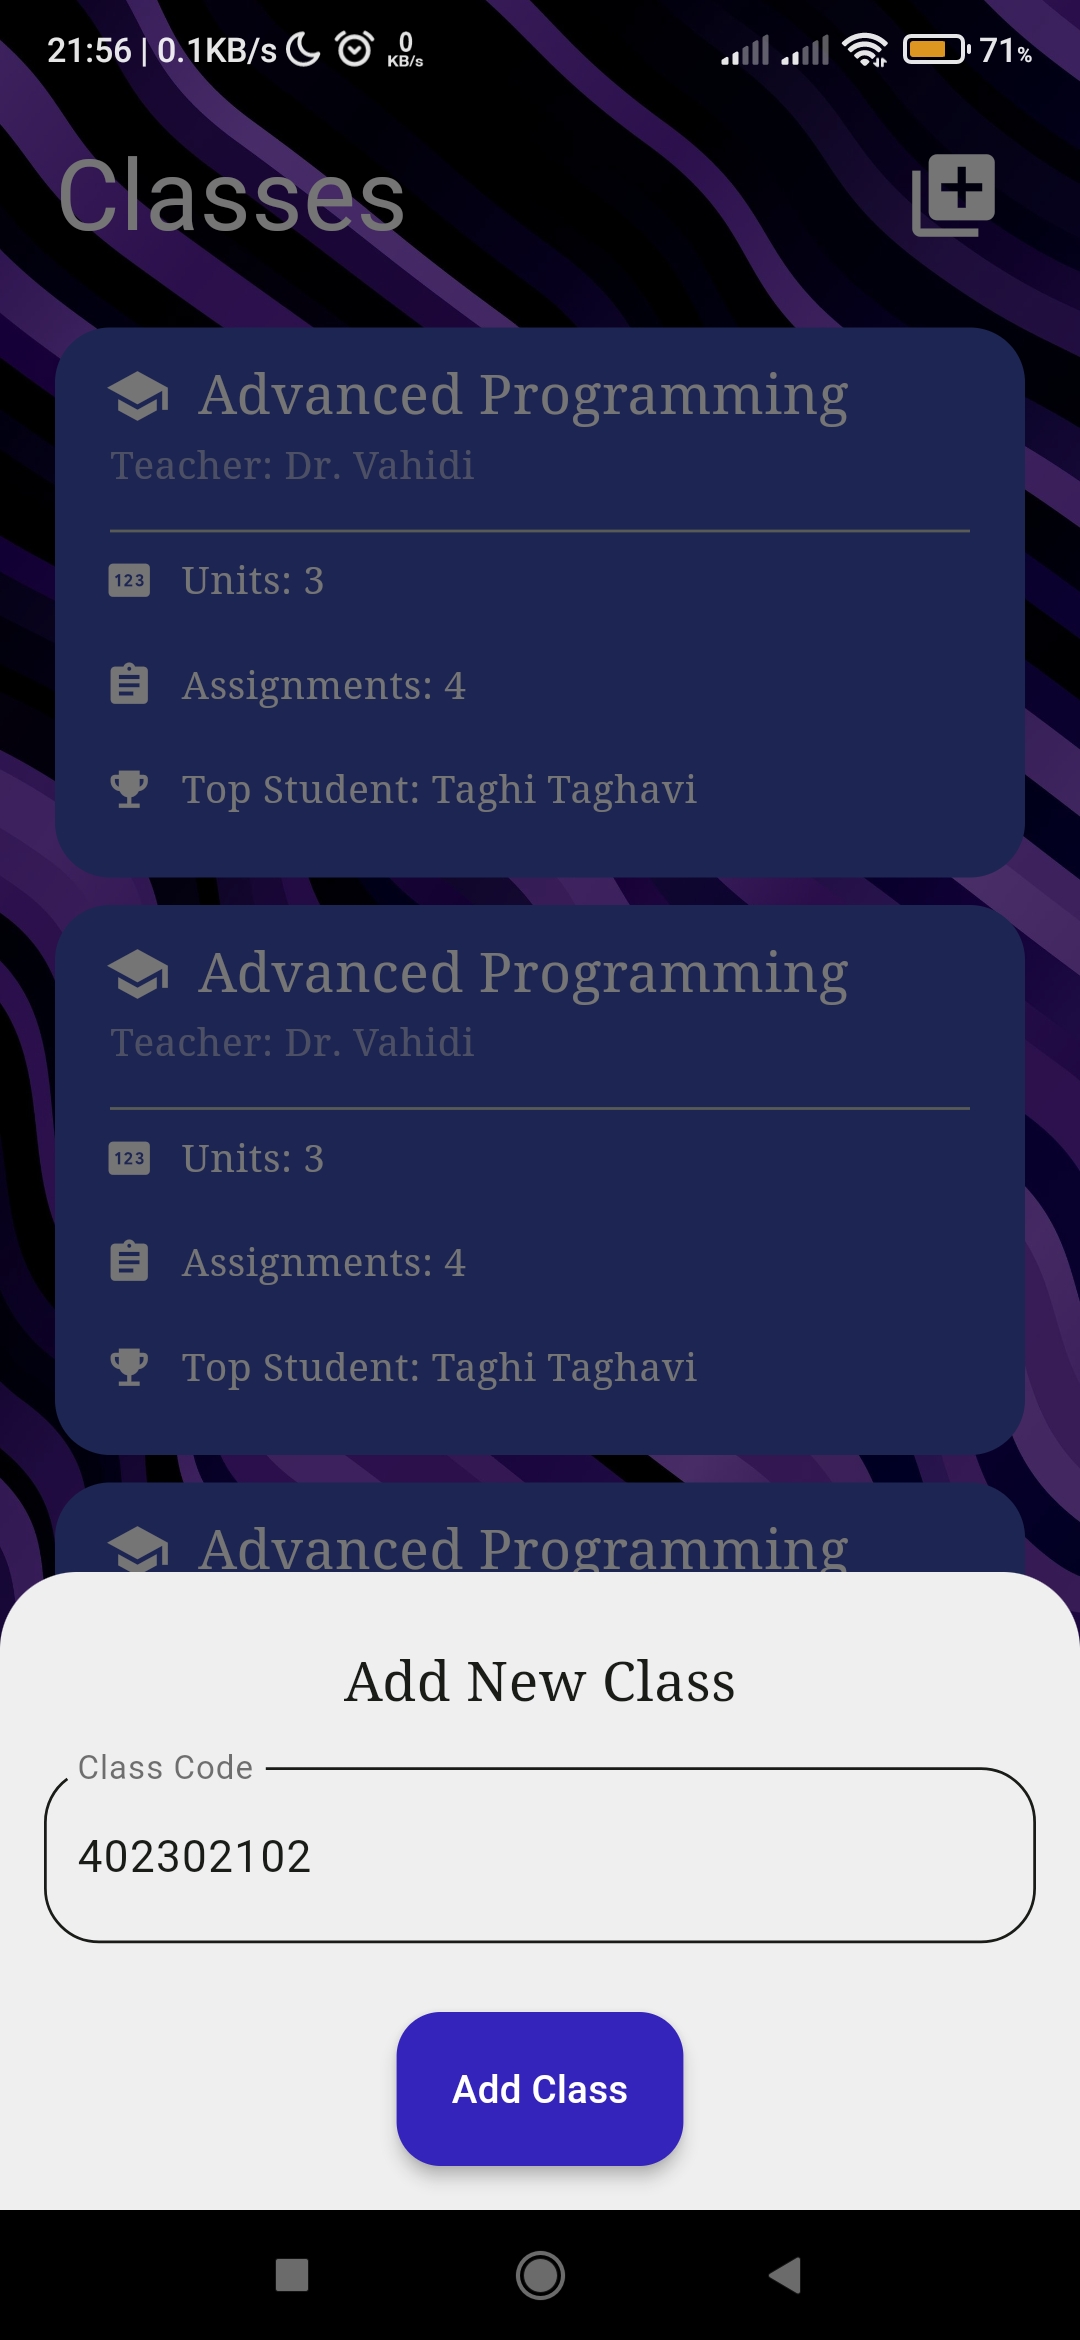 21:56 | 0.1KB/s 0 KB/s 71%
Classes
Advanced Programming
Teacher: Dr. Vahidi
123 Units: 3
Assignments: 4
Top Student: Taghi Taghavi
Advanced Programming
Teacher: Dr. Vahidi
123 Units: 3
Assignments: 4
Top Student: Taghi Taghavi
Advanced Programming
Add New Class
Class Code
402302102
Add Class